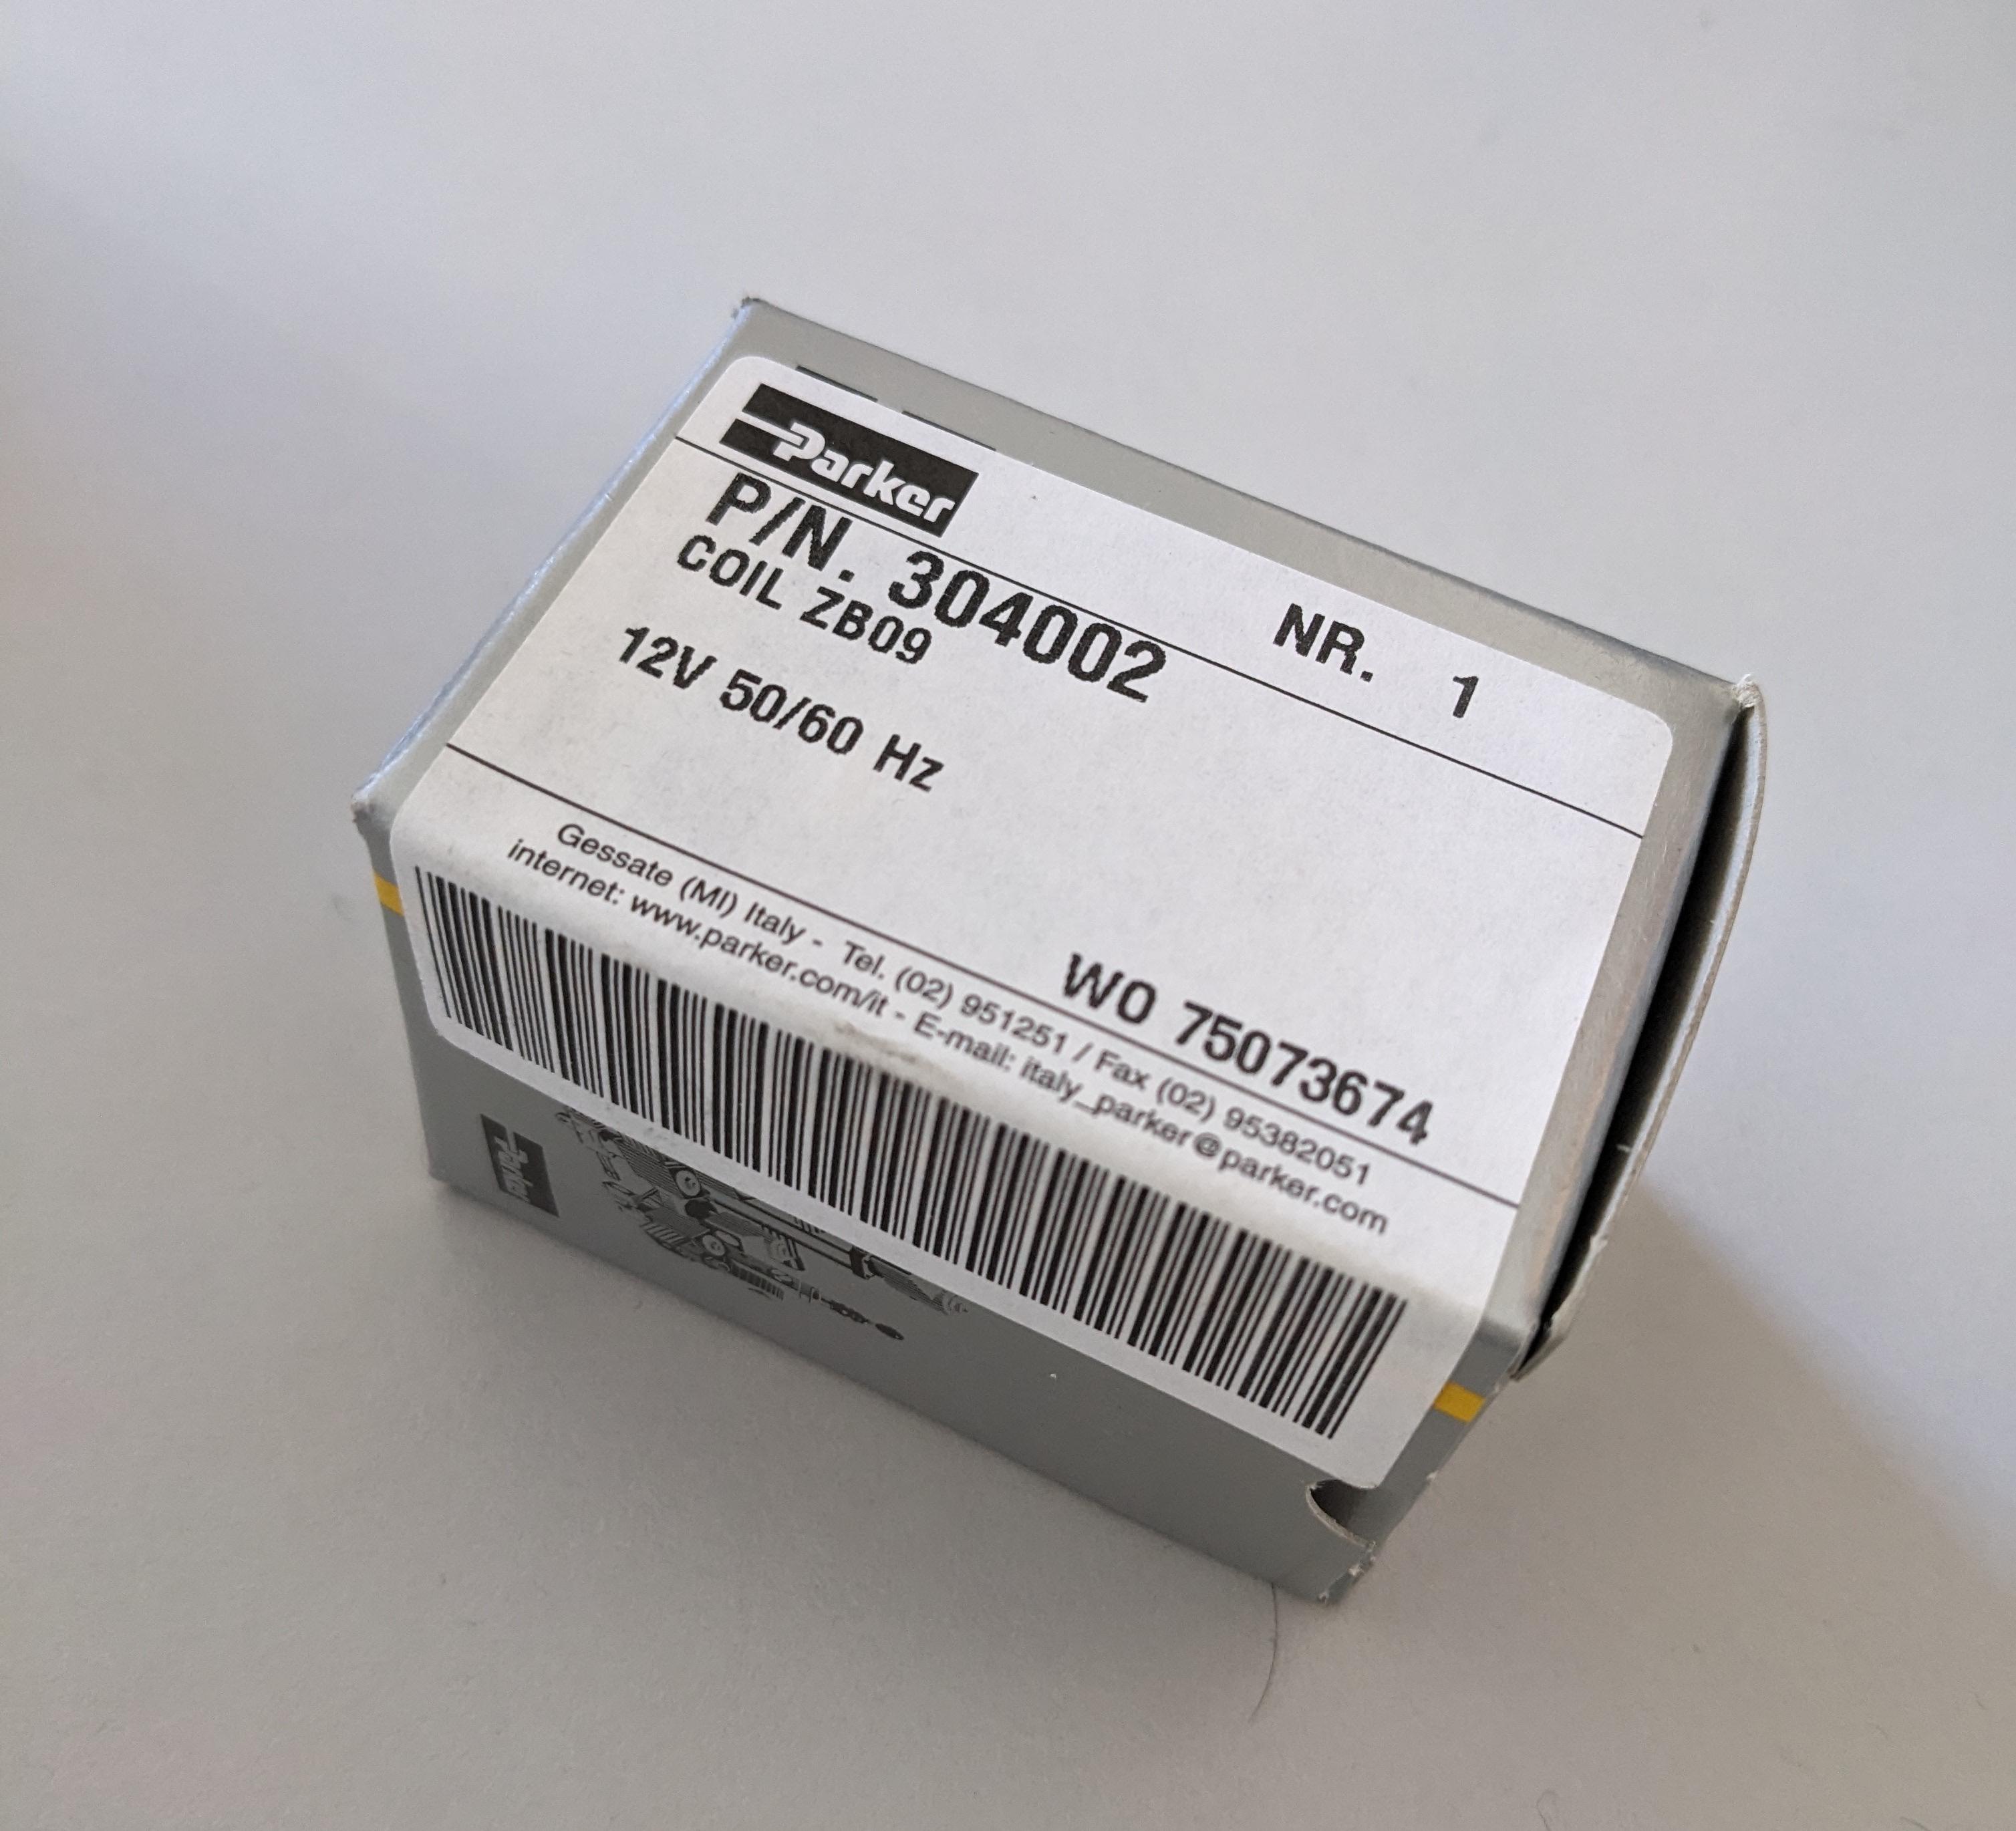 Parker
NR. 1
P/N. 304002
COIL ZB09
12V 50/60 Hz
WO 75073674
Gessate (MI) Italy - Tel. (02) 951251 / Fax (02) 95382051
internet: www.parker.com/it - E-mail: italy_parker@parker.com
Parker